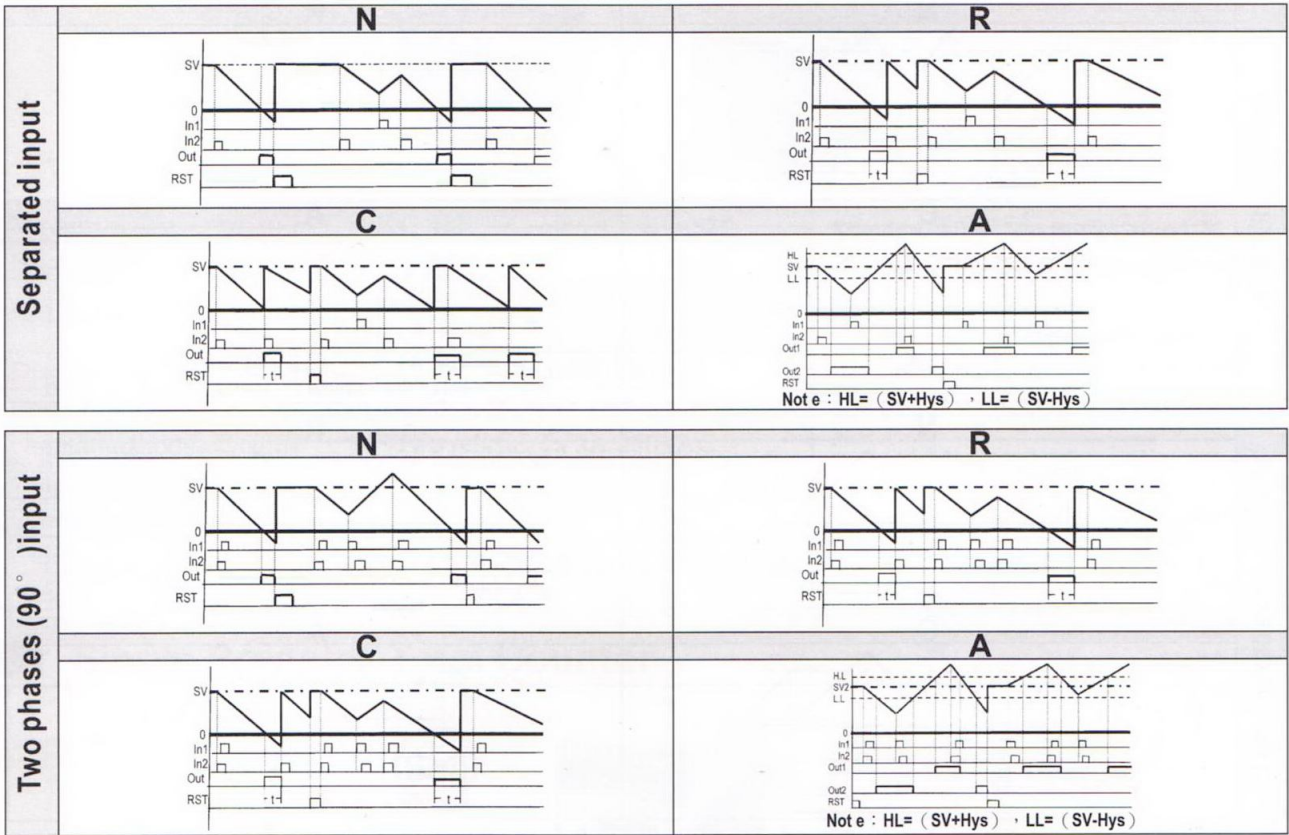 Separated input
N
SV
0
In1
In2
Out
RST
R
SV
0
In1
In2
Out
RST
t
t
C
SV
0
In1
In2
Out
RST
t
t
t
A
HL
SV
LL
0
In1
In2
Out1
Out2
RST
Note : HL= (SV+Hys) , LL= (SV-Hys)
Two phases (90° )input
N
SV
0
In1
In2
Out
RST
R
SV
0
In1
In2
Out
RST
t
t
C
SV
0
In1
In2
Out
RST
t
t
A
H.L
SV2
L.L
0
In1
In2
Out1
Out2
RST
Note : HL= (SV+Hys) , LL= (SV-Hys)